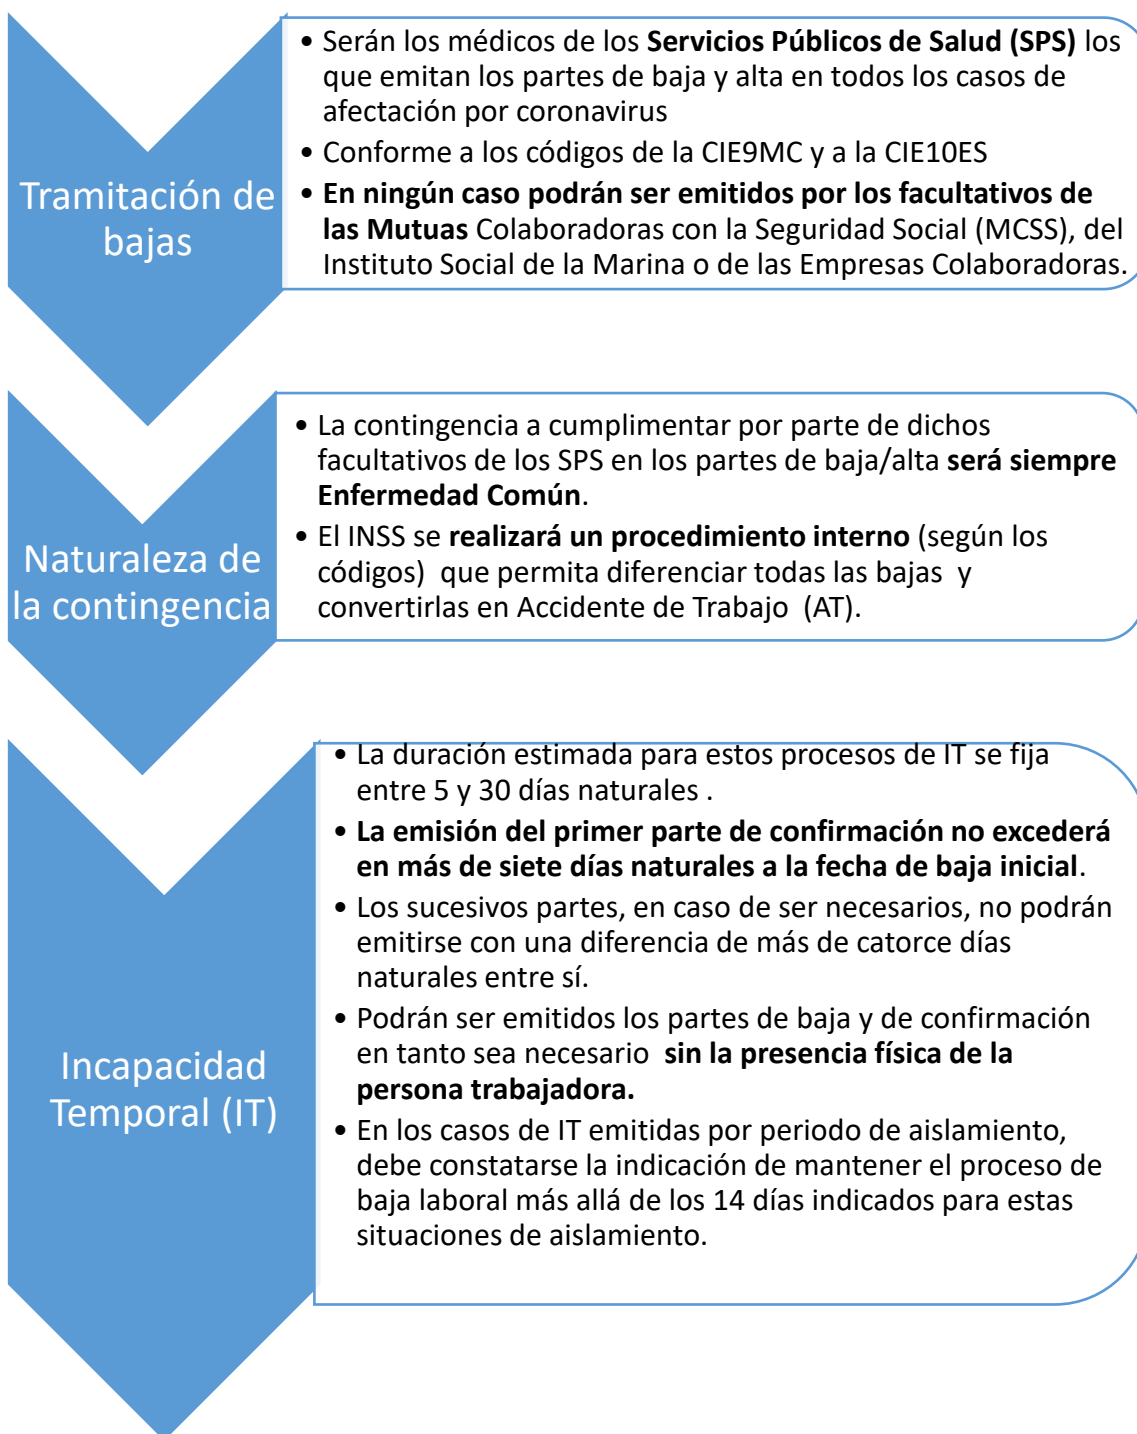 Tramitación de
bajas
• Serán los médicos de los Servicios Públicos de Salud (SPS) los
que emitan los partes de baja y alta en todos los casos de
afectación por coronavirus
• Conforme a los códigos de la CIE9MC y a la CIE10ES
• En ningún caso podrán ser emitidos por los facultativos de
las Mutuas Colaboradoras con la Seguridad Social (MCSS), del
Instituto Social de la Marina o de las Empresas Colaboradoras.
Naturaleza de
la contingencia
• La contingencia a cumplimentar por parte de dichos
facultativos de los SPS en los partes de baja/alta será siempre
Enfermedad Común.
• El INSS se realizará un procedimiento interno (según los
códigos) que permita diferenciar todas las bajas y
convertirlas en Accidente de Trabajo (AT).
Incapacidad
Temporal (IT)
• La duración estimada para estos procesos de IT se fija
entre 5 y 30 días naturales .
• La emisión del primer parte de confirmación no excederá
en más de siete días naturales a la fecha de baja inicial.
• Los sucesivos partes, en caso de ser necesarios, no podrán
emitirse con una diferencia de más de catorce días
naturales entre sí.
• Podrán ser emitidos los partes de baja y de confirmación
en tanto sea necesario sin la presencia física de la
persona trabajadora.
• En los casos de IT emitidas por periodo de aislamiento,
debe constatarse la indicación de mantener el proceso de
baja laboral más allá de los 14 días indicados para estas
situaciones de aislamiento.